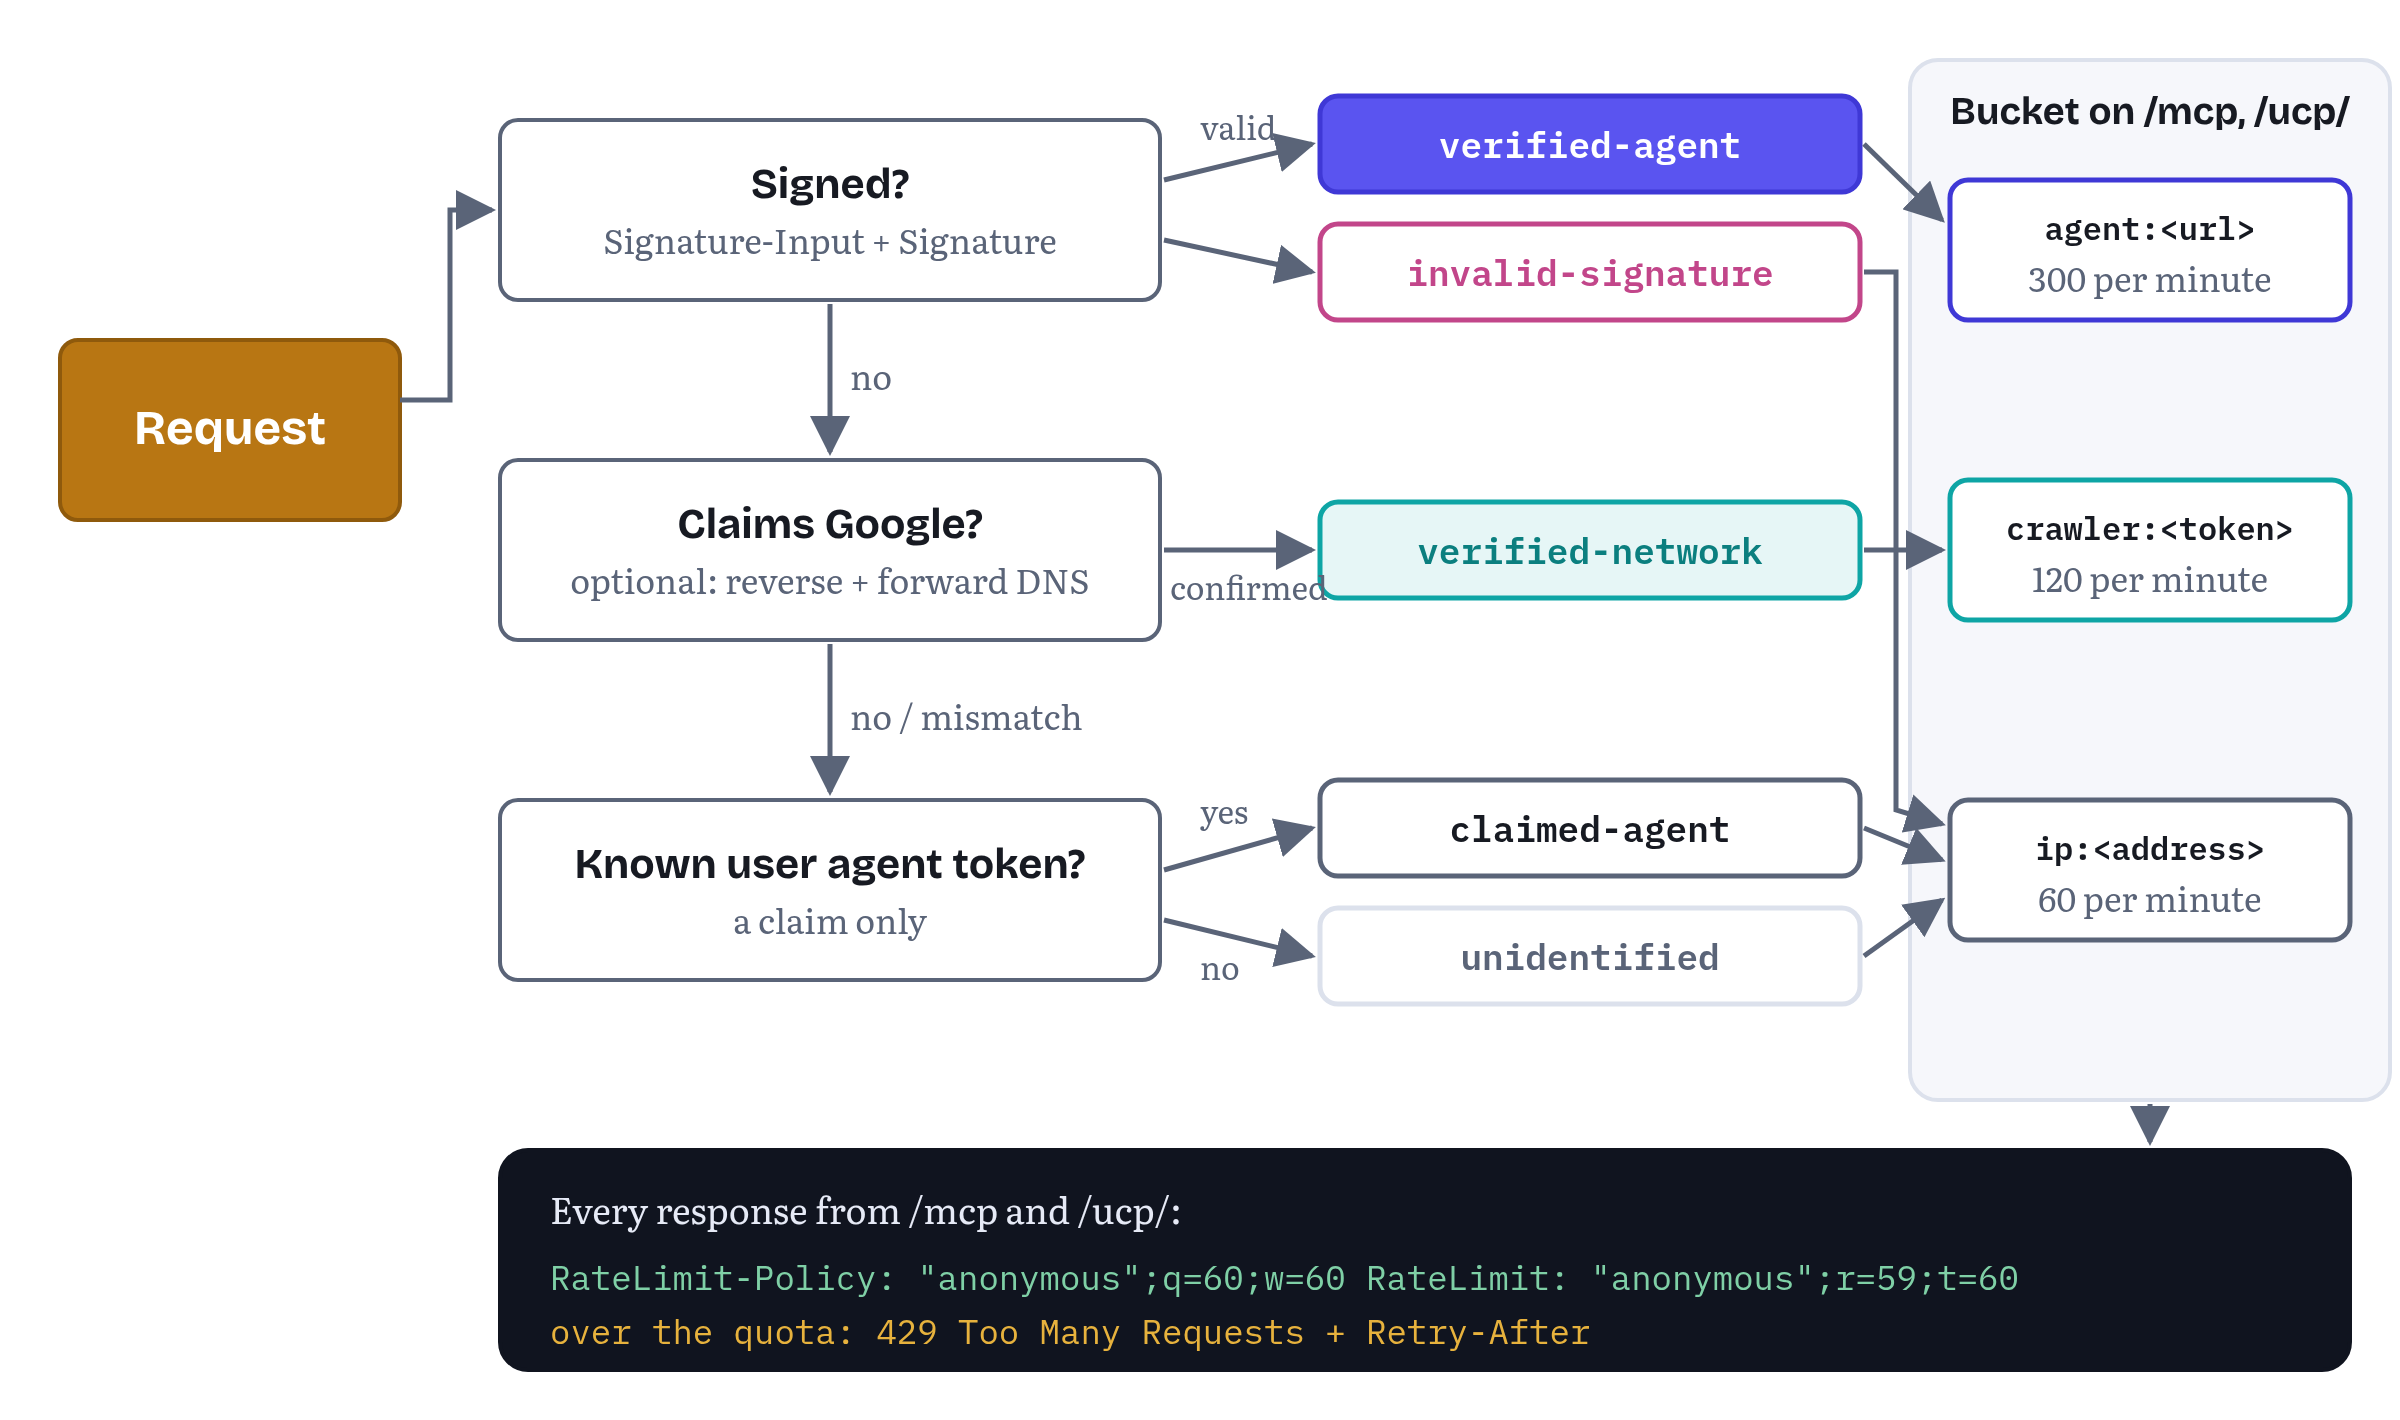 Request
Signed?
Signature-Input + Signature
valid
no
Claims Google?
optional: reverse + forward DNS
confirmed
no / mismatch
Known user agent token?
a claim only
yes
no
verified-agent
invalid-signature
verified-network
claimed-agent
unidentified
Bucket on /mcp, /ucp/
agent:<url>
300 per minute
crawler:<token>
120 per minute
ip:<address>
60 per minute
Every response from /mcp and /ucp/:
RateLimit-Policy: "anonymous";q=60;w=60 RateLimit: "anonymous";r=59;t=60
over the quota: 429 Too Many Requests + Retry-After